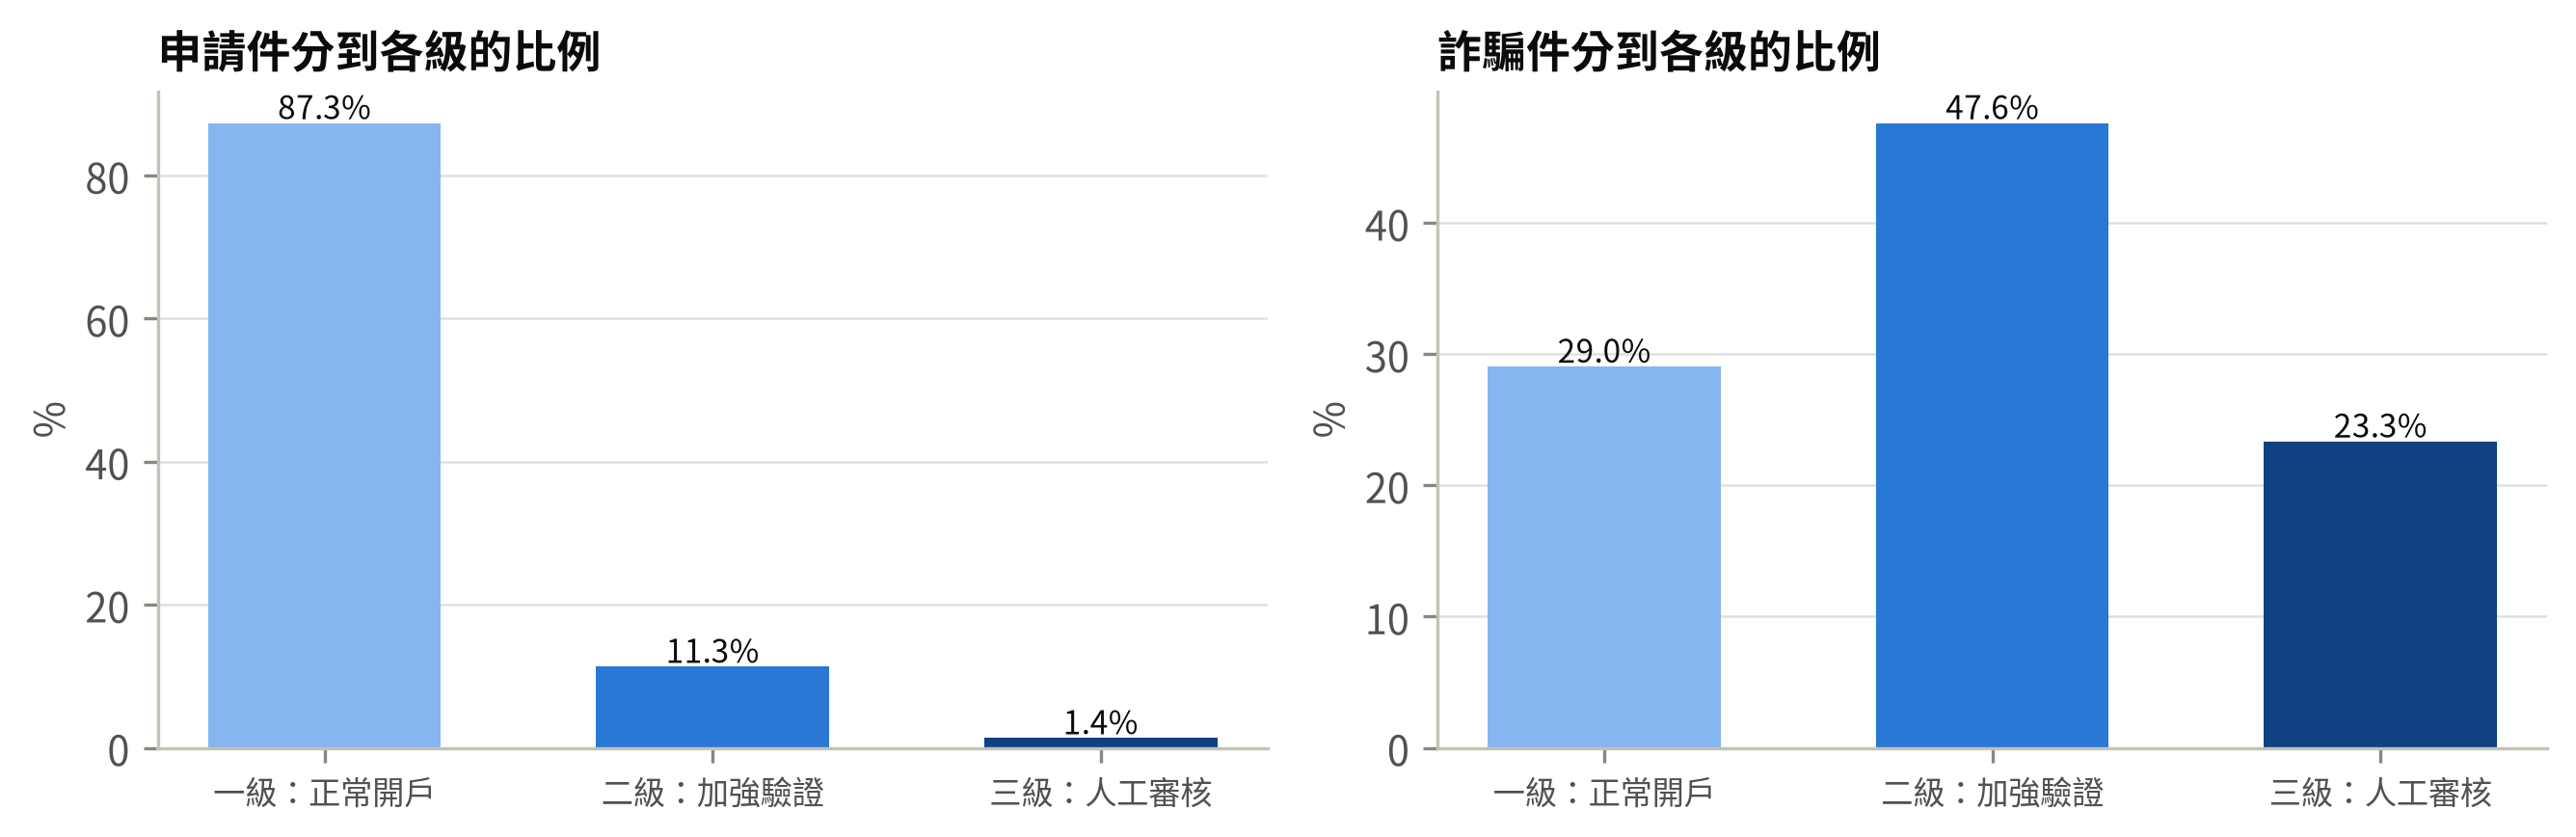 申請件分到各級的比例
87.3%
80
60
%
40
20
11.3%
1.4%
0
一級：正常開戶
二級：加強驗證
三級：人工審核
詐騙件分到各級的比例
47.6%
40
30
29.0%
%
23.3%
20
10
0
一級：正常開戶
二級：加強驗證
三級：人工審核